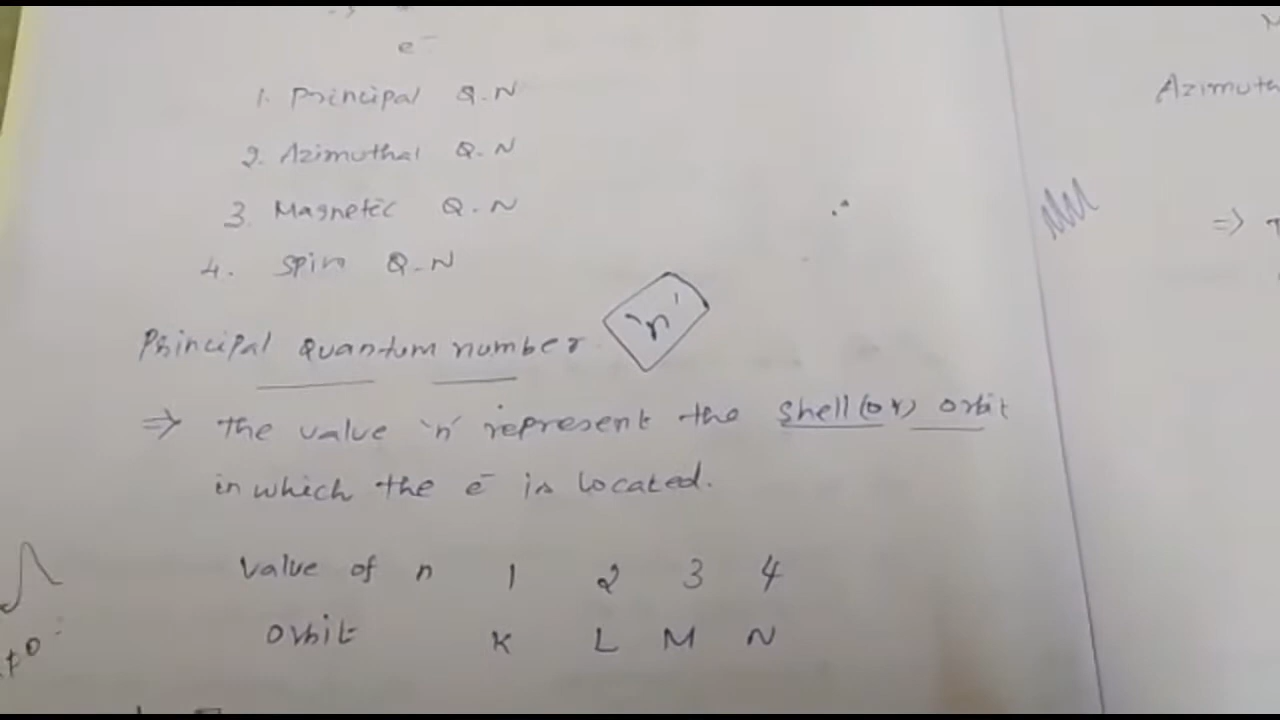 =>
e⁻
1. Principal Q.N
2. Azimuthal Q.N
3. Magnetic Q.N
4. Spin Q.N
Principal Quantum number 'n'
=> the value 'n' represent the shell (or) orbit
in which the e⁻ is located.
Value of n 1 2 3 4
Orbit K L M N
=>